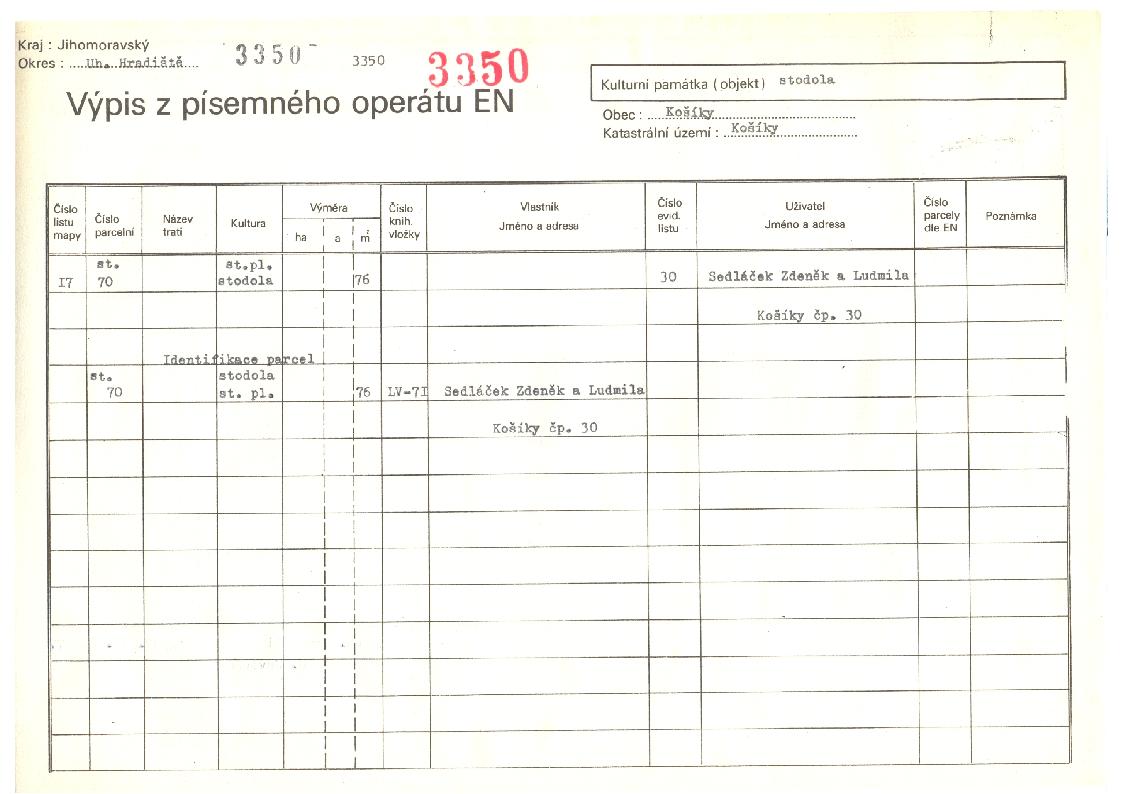 Kraj : Jihomoravský
Okres : ....Uh. Hradiště....
3350
3350
3350
Výpis z písemného operátu EN
Kulturní památka ( objekt ) stodola
Obec : .....Košíky..............................
Katastrální území : ..Košíky....................
Číslo listu mapy
Číslo parcelní
Název trati
Kultura
Výměra
ha
a
m²
Číslo knih. vložky
Vlastník
Jméno a adresa
Číslo evid. listu
Uživatel
Jméno a adresa
Číslo parcely dle EN
Poznámka
st. st.pl.
I7 70 stodola 76 30 Sedláček Zdeněk a Ludmila
Košíky čp. 30
Identifikace parcel
st. stodola
70 st. pl. 76 LV-7I Sedláček Zdeněk a Ludmila
Košíky čp. 30